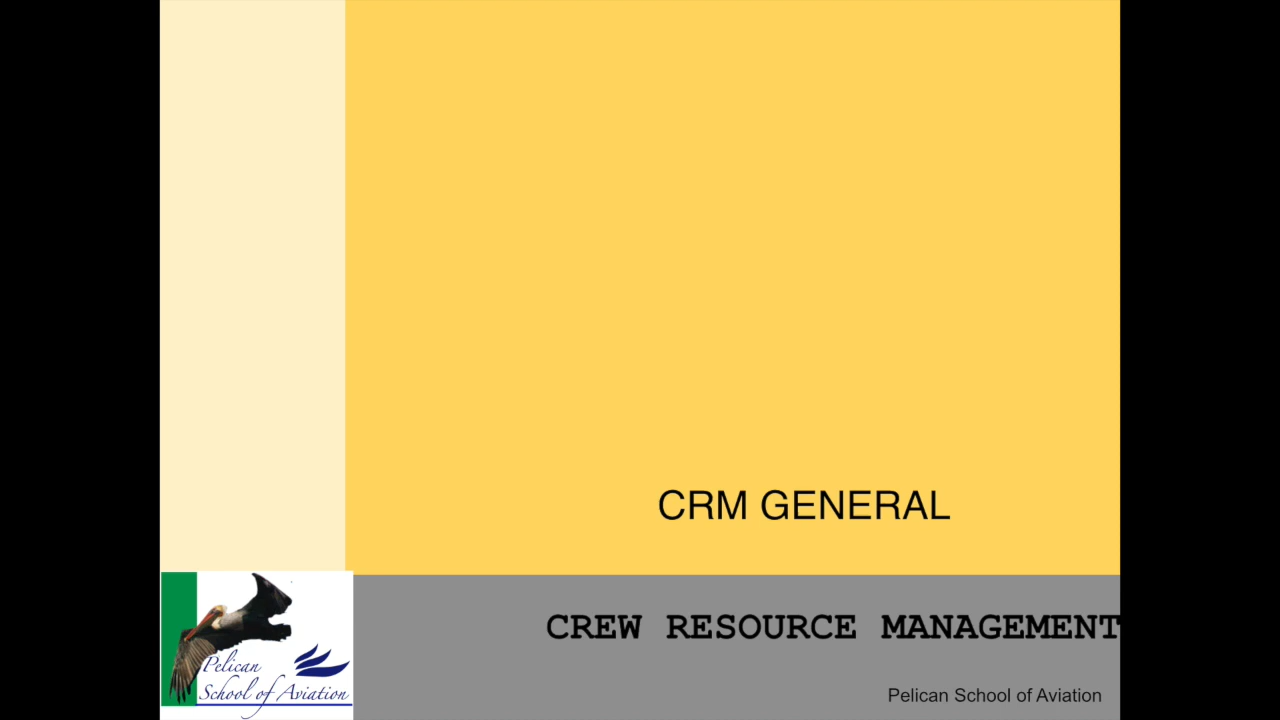 CRM GENERAL
CREW RESOURCE MANAGEMENT
Pelican
School of Aviation
Pelican School of Aviation